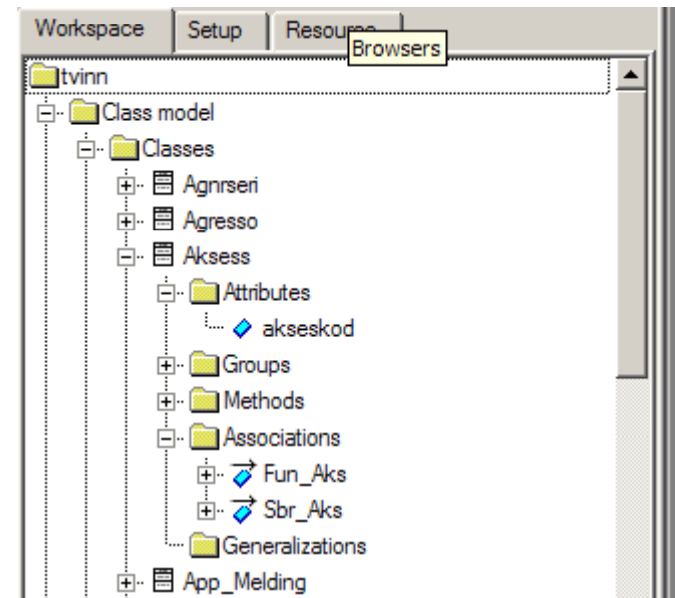 Workspace Setup Resource
Browsers
tvinn
Class model
Classes
Agnrseri
Agresso
Aksess
Attributes
akseskod
Groups
Methods
Associations
Fun_Aks
Sbr_Aks
Generalizations
App_Melding